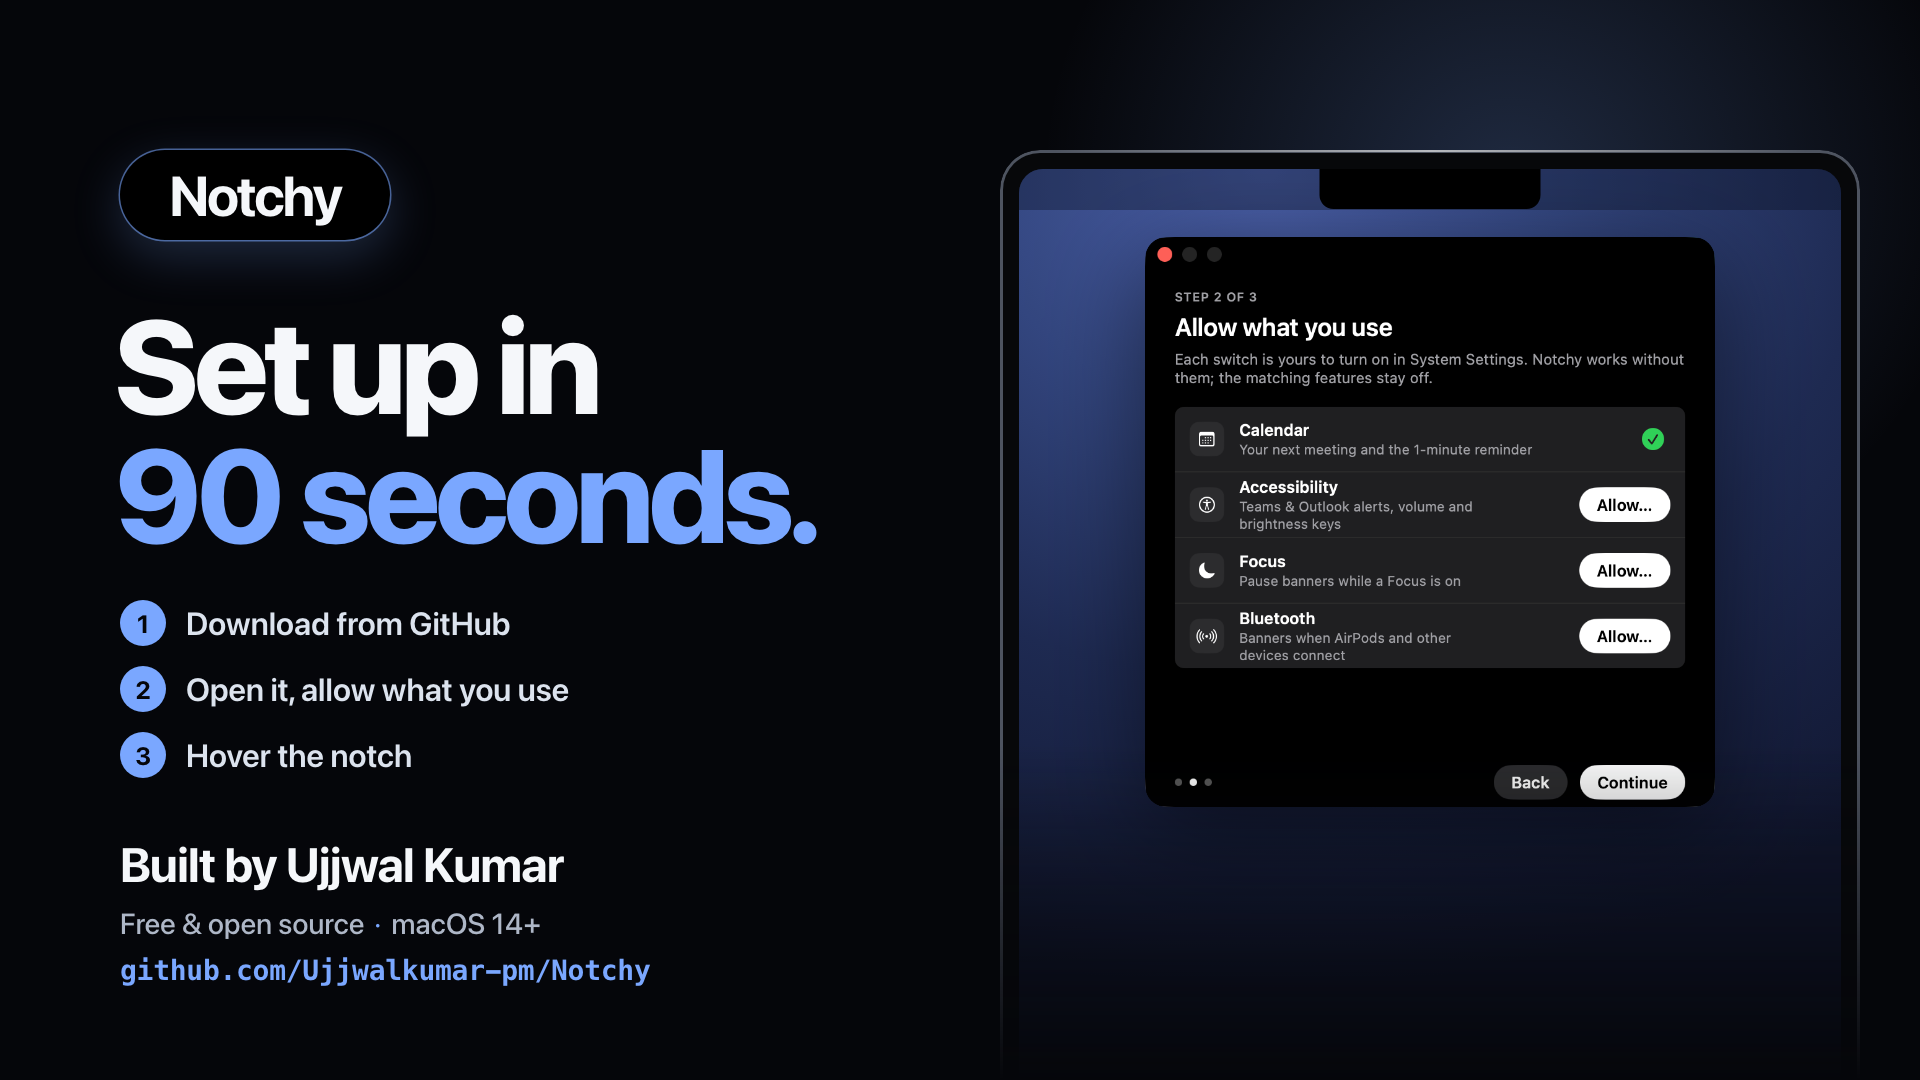 Notchy
Set up in
90 seconds.
1 Download from GitHub
2 Open it, allow what you use
3 Hover the notch
Built by Ujjwal Kumar
Free & open source · macOS 14+
github.com/Ujjwalkumar-pm/Notchy
STEP 2 OF 3
Allow what you use
Each switch is yours to turn on in System Settings. Notchy works without
them; the matching features stay off.
Calendar
Your next meeting and the 1-minute reminder
Accessibility
Teams & Outlook alerts, volume and
brightness keys
Allow...
Focus
Pause banners while a Focus is on
Allow...
Bluetooth
Banners when AirPods and other
devices connect
Allow...
Back
Continue